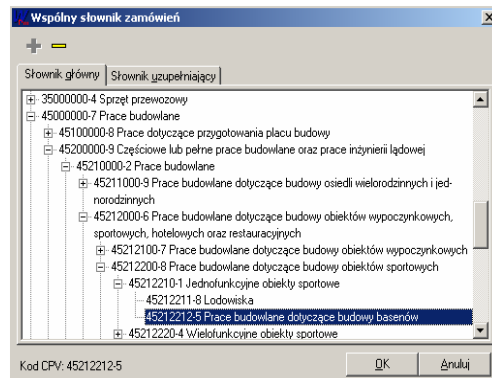 Wspólny słownik zamówień
Słownik główny Słownik uzupełniający
35000000-4 Sprzęt przewozowy
45000000-7 Prace budowlane
45100000-8 Prace dotyczące przygotowania placu budowy
45200000-9 Częściowe lub pełne prace budowlane oraz prace inżynierii lądowej
45210000-2 Prace budowlane
45211000-9 Prace budowlane dotyczące budowy osiedli wielorodzinnych i jed-
norodzinnych
45212000-6 Prace budowlane dotyczące budowy obiektów wypoczynkowych,
sportowych, hotelowych oraz restauracyjnych
45212100-7 Prace budowlane dotyczące budowy obiektów wypoczynkowych
45212200-8 Prace budowlane dotyczące budowy obiektów sportowych
45212210-1 Jednofunkcyjne obiekty sportowe
45212211-8 Lodowiska
45212212-5 Prace budowlane dotyczące budowy basenów
45212220-4 Wielofunkcyjne obiekty sportowe
Kod CPV: 45212212-5 OK Anuluj